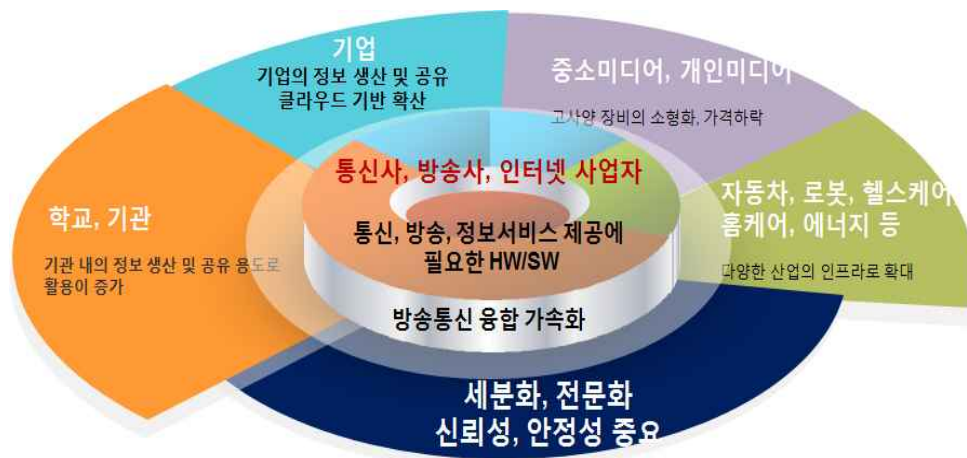 기업
기업의 정보 생산 및 공유
클라우드 기반 확산
중소미디어, 개인미디어
고사양 장비의 소형화, 가격하락
통신사, 방송사, 인터넷 사업자
자동차, 로봇, 헬스케어,
홈케어, 에너지 등
다양한 산업의 인프라로 확대
학교, 기관
기관 내의 정보 생산 및 공유 용도로
활용이 증가
통신, 방송, 정보서비스 제공에
필요한 HW/SW
방송통신 융합 가속화
세분화, 전문화
신뢰성, 안정성 중요